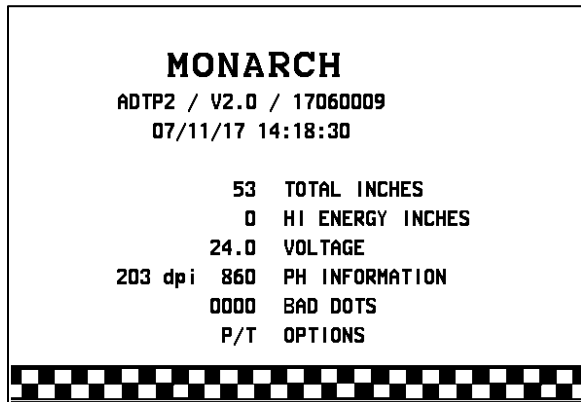 MONARCH
ADTP2 / V2.0 / 17060009
07/11/17 14:18:30
53 TOTAL INCHES
0 HI ENERGY INCHES
24.0 VOLTAGE
203 dpi 860 PH INFORMATION
0000 BAD DOTS
P/T OPTIONS